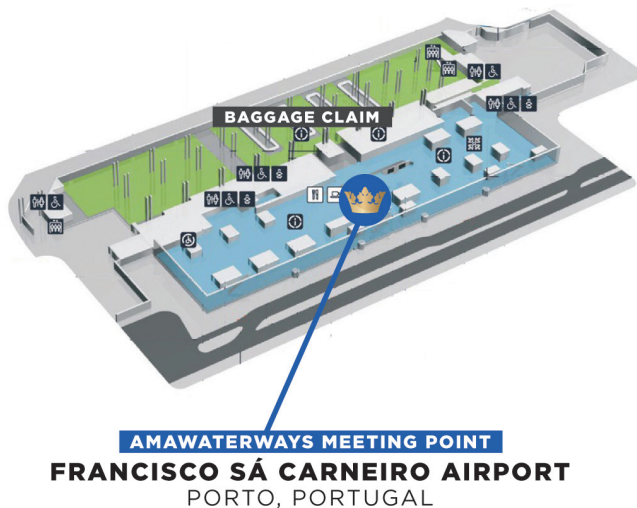 BAGGAGE CLAIM
AMAWATERWAYS MEETING POINT
FRANCISCO SÁ CARNEIRO AIRPORT
PORTO, PORTUGAL